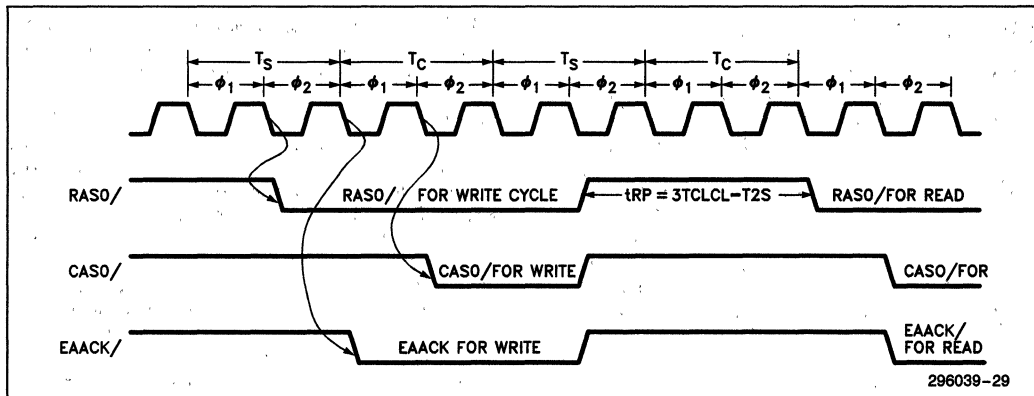 TS TC TS TC
ϕ1 ϕ2 ϕ1 ϕ2 ϕ1 ϕ2 ϕ1 ϕ2 ϕ1 ϕ2
RAS0/ RAS0/ FOR WRITE CYCLE tRP = 3TCLCL-T2S RAS0/FOR READ
CAS0/ CAS0/FOR WRITE CAS0/FOR
EAACK/ EAACK FOR WRITE EAACK/
FOR READ
296039-29